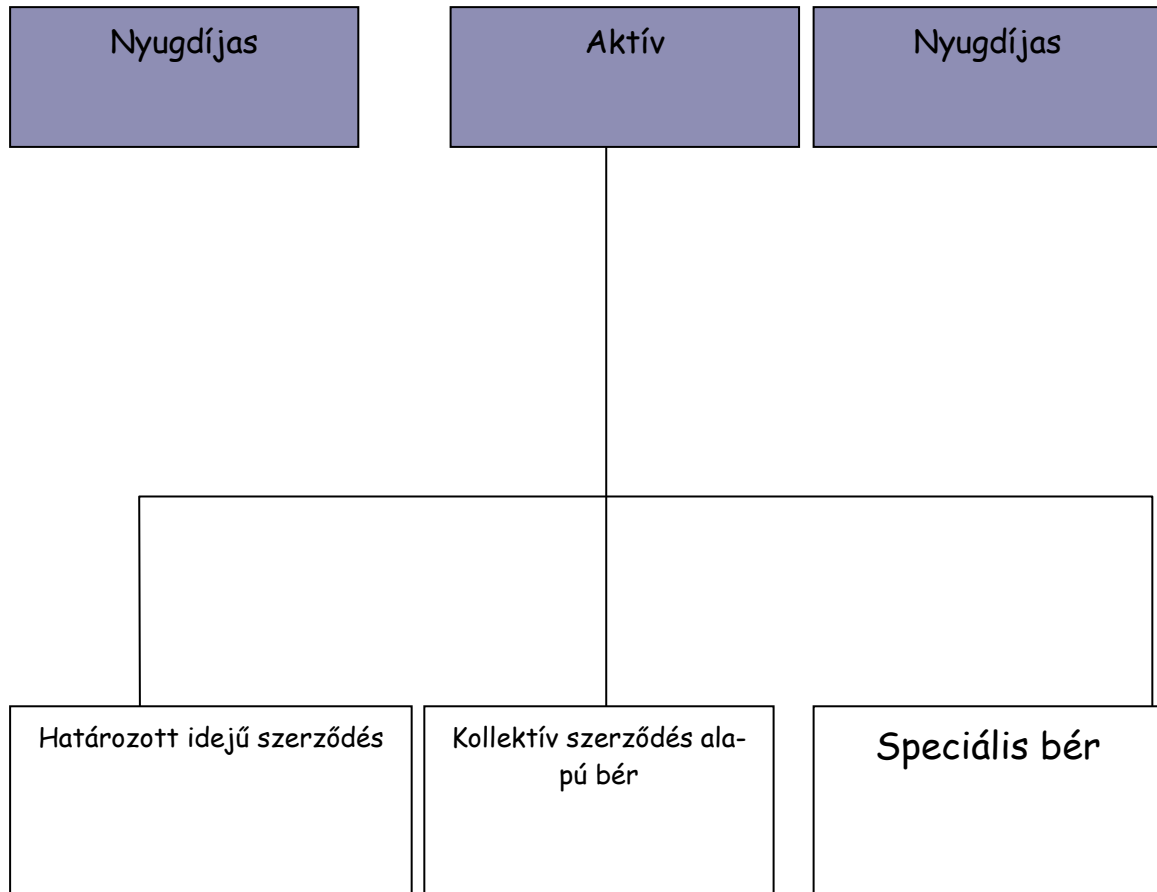 Nyugdíjas
Aktív
Nyugdíjas
Határozott idejű szerződés
Kollektív szerződés ala-
pú bér
Speciális bér